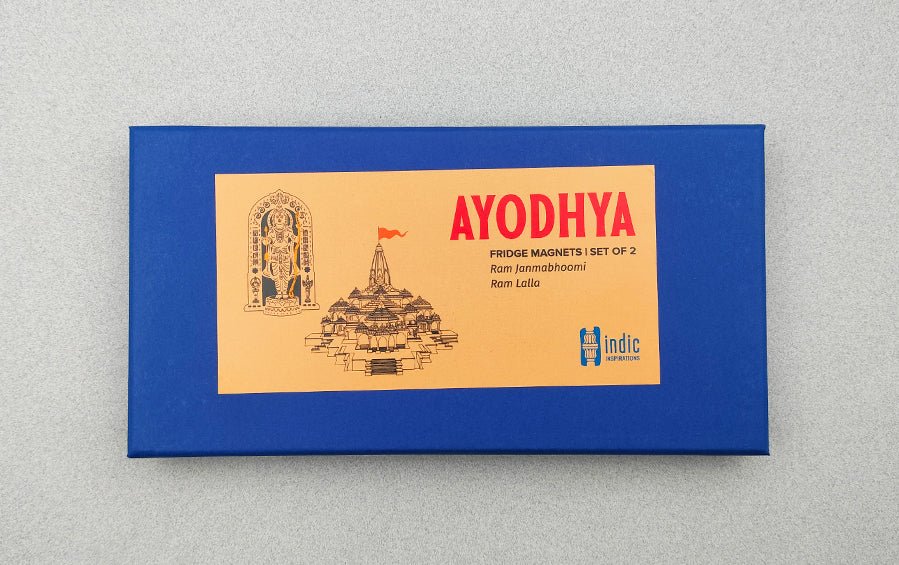 AYODHYA
FRIDGE MAGNETS | SET OF 2
Ram Janmabhoomi
Ram Lalla
indic
INSPIRATIONS